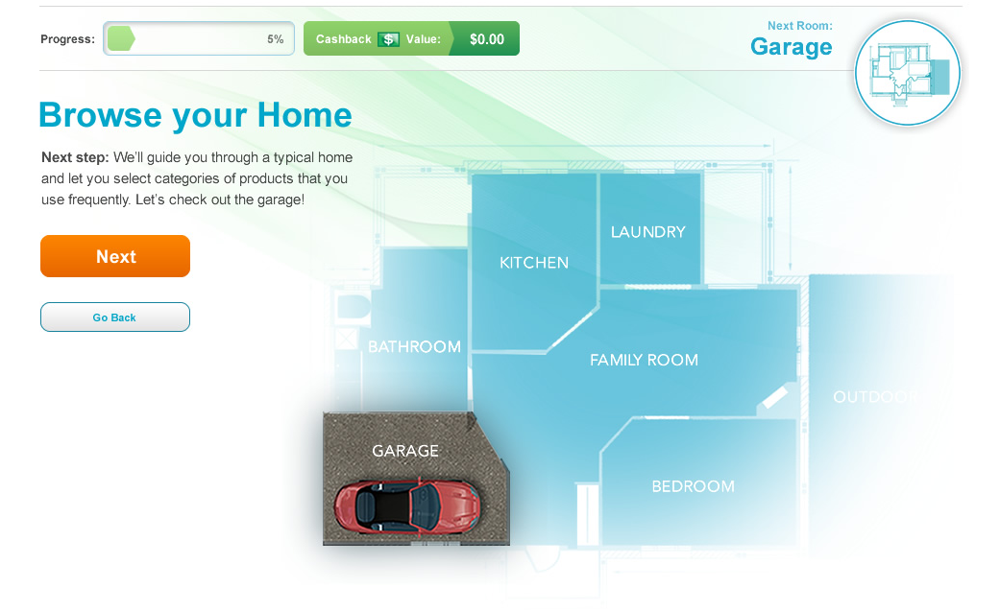 Progress:
5%
Cashback $ Value:
$0.00
Next Room:
Garage
Browse your Home
Next step: We'll guide you through a typical home
and let you select categories of products that you
use frequently. Let's check out the garage!
Next
Go Back
LAUNDRY
KITCHEN
BATHROOM
FAMILY ROOM
OUTDOOR
GARAGE
BEDROOM